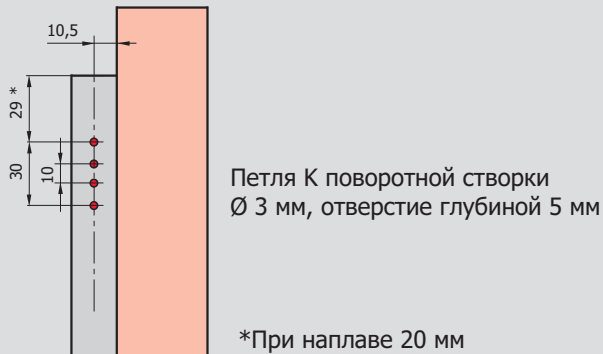 10,5
29 *
30
10
Петля К поворотной створки
Ø 3 мм, отверстие глубиной 5 мм
*При наплаве 20 мм